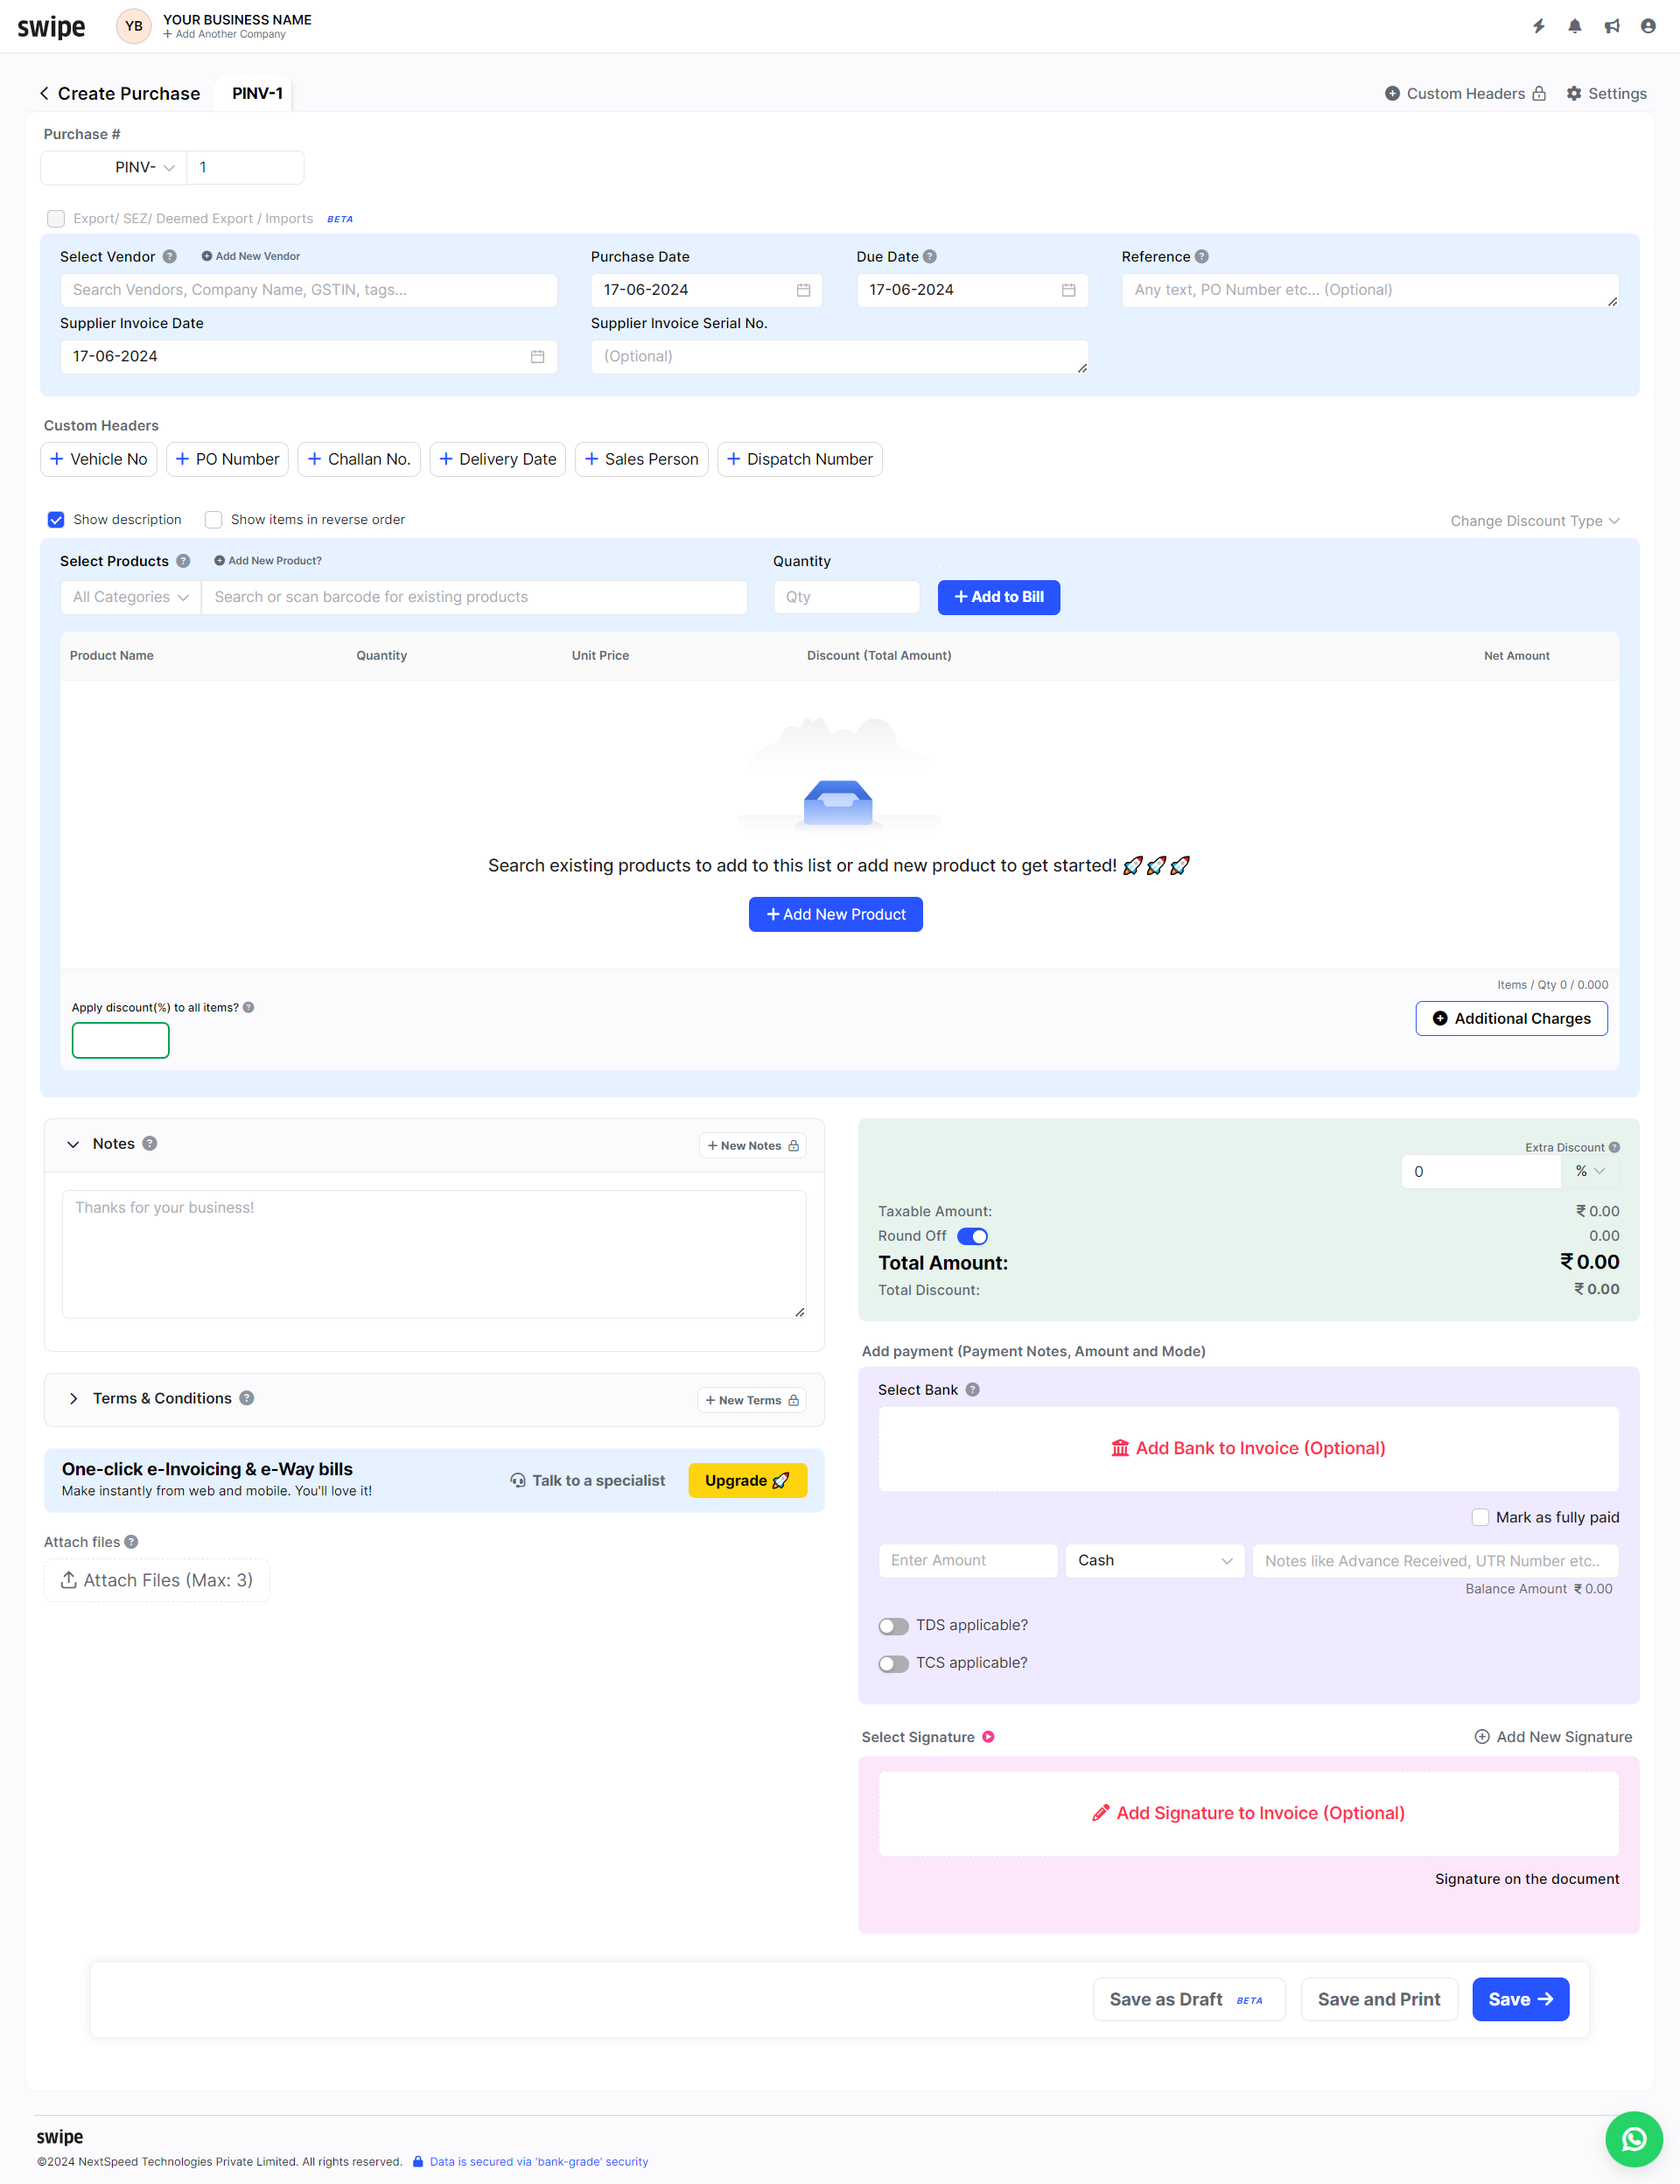 swipe
YB
YOUR BUSINESS NAME
+ Add Another Company
Create Purchase
PINV-1
Custom Headers
Settings
Purchase #
PINV-
1
Export/ SEZ/ Deemed Export / Imports BETA
Select Vendor
Add New Vendor
Purchase Date
Due Date
Reference
Search Vendors, Company Name, GSTIN, tags...
17-06-2024
17-06-2024
Any text, PO Number etc... (Optional)
Supplier Invoice Date
Supplier Invoice Serial No.
17-06-2024
(Optional)
Custom Headers
+ Vehicle No
+ PO Number
+ Challan No.
+ Delivery Date
+ Sales Person
+ Dispatch Number
Show description
Show items in reverse order
Change Discount Type
Select Products
Add New Product?
Quantity
All Categories
Search or scan barcode for existing products
Qty
+ Add to Bill
Product Name
Quantity
Unit Price
Discount (Total Amount)
Net Amount
Search existing products to add to this list or add new product to get started! 🚀🚀🚀
+ Add New Product
Items / Qty 0 / 0.000
Apply discount(%) to all items?
Additional Charges
Notes
+ New Notes
Thanks for your business!
Extra Discount
0
%
Taxable Amount:
₹ 0.00
Round Off
0.00
Total Amount:
₹ 0.00
Total Discount:
₹ 0.00
Terms & Conditions
+ New Terms
One-click e-Invoicing & e-Way bills
Make instantly from web and mobile. You'll love it!
Talk to a specialist
Upgrade 🚀
Attach files
Attach Files (Max: 3)
Add payment (Payment Notes, Amount and Mode)
Select Bank
Add Bank to Invoice (Optional)
Mark as fully paid
Enter Amount
Cash
Notes like Advance Received, UTR Number etc..
Balance Amount ₹ 0.00
TDS applicable?
TCS applicable?
Select Signature
Add New Signature
Add Signature to Invoice (Optional)
Signature on the document
Save as Draft BETA
Save and Print
Save →
swipe
©2024 NextSpeed Technologies Private Limited. All rights reserved.
Data is secured via 'bank-grade' security